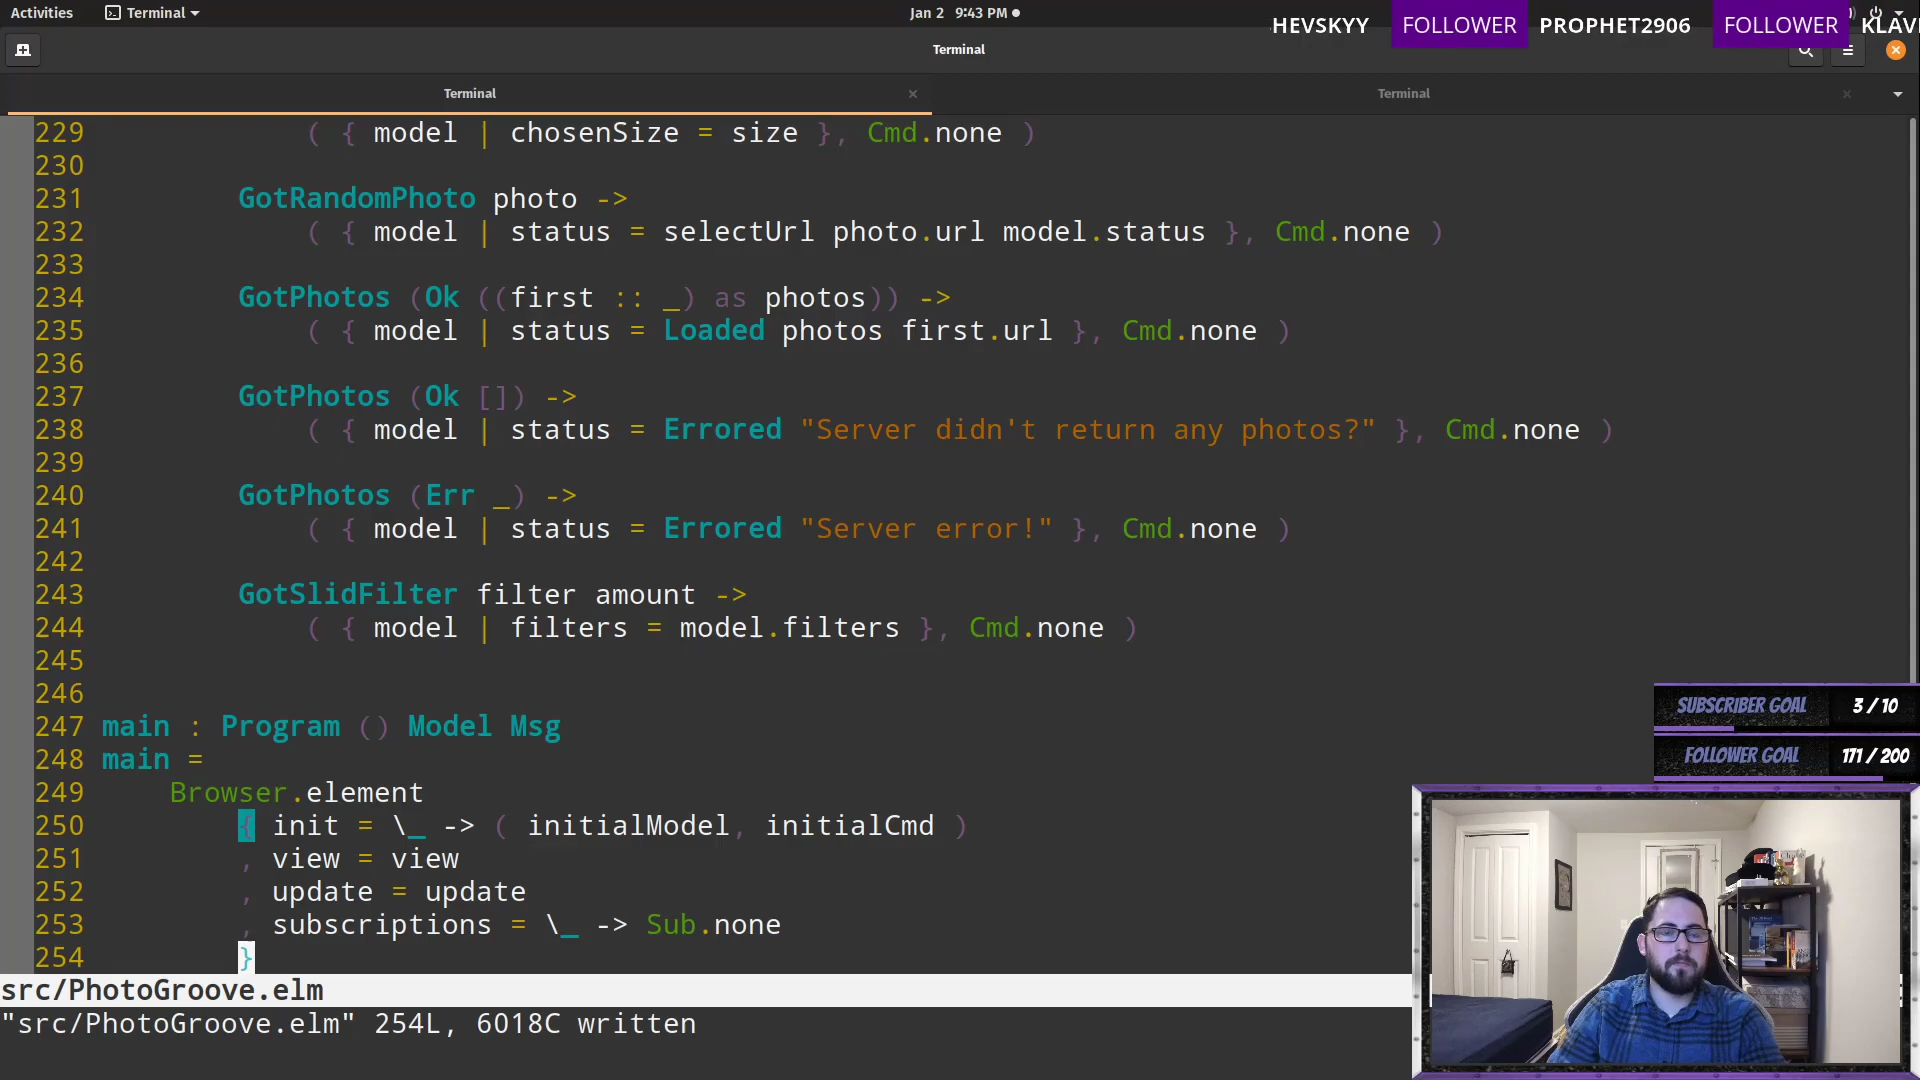 Activities Terminal Jan 2 9:43 PM
HEVSKYY FOLLOWER PROPHET2906 FOLLOWER
Terminal
Terminal Terminal
229 ( { model | chosenSize = size }, Cmd.none )
230
231 GotRandomPhoto photo ->
232 ( { model | status = selectUrl photo.url model.status }, Cmd.none )
233
234 GotPhotos (Ok ((first :: _) as photos)) ->
235 ( { model | status = Loaded photos first.url }, Cmd.none )
236
237 GotPhotos (Ok []) ->
238 ( { model | status = Errored "Server didn't return any photos?" }, Cmd.none )
239
240 GotPhotos (Err _) ->
241 ( { model | status = Errored "Server error!" }, Cmd.none )
242
243 GotSlidFilter filter amount ->
244 ( { model | filters = model.filters }, Cmd.none )
245
246
247 main : Program () Model Msg
248 main =
249 Browser.element
250 { init = \_ -> ( initialModel, initialCmd )
251 , view = view
252 , update = update
253 , subscriptions = \_ -> Sub.none
254 }
src/PhotoGroove.elm
"src/PhotoGroove.elm" 254L, 6018C written
SUBSCRIBER GOAL 3 / 10
FOLLOWER GOAL 171 / 200